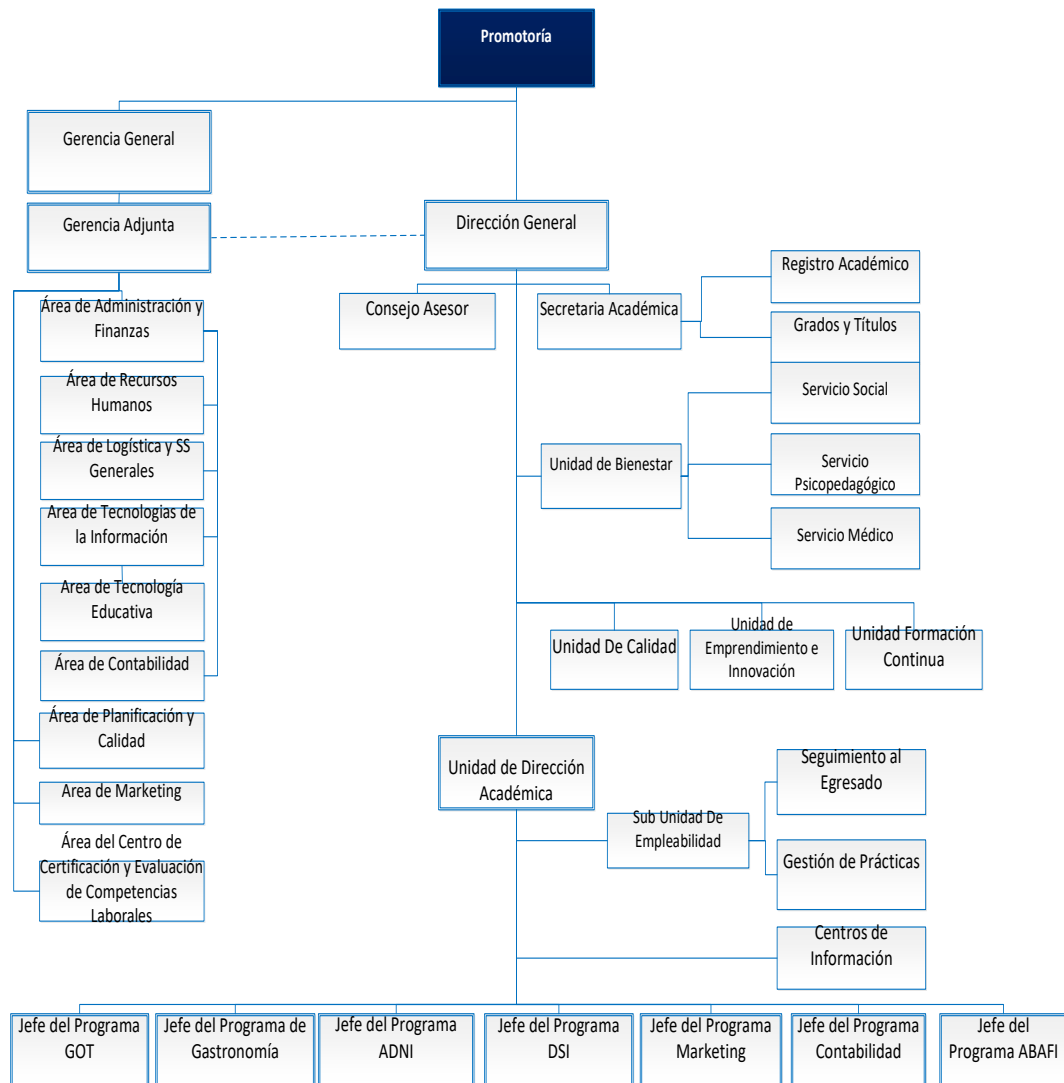 Promotoría
Gerencia General
Gerencia Adjunta
Dirección General
Registro Académico
Consejo Asesor
Secretaria Académica
Grados y Títulos
Área de Administración y
Finanzas
Área de Recursos
Humanos
Servicio Social
Área de Logística y SS
Generales
Unidad de Bienestar
Servicio
Psicopedagógico
Area de Tecnologias de
la Información
Servicio Médico
Area de Tecnología
Educativa
Unidad De Calidad
Unidad de
Emprendimiento e
Innovación
Unidad Formación
Continua
Área de Contabilidad
Área de Planificación y
Calidad
Unidad de Dirección
Académica
Seguimiento al
Egresado
Area de Marketing
Sub Unidad De
Empleabilidad
Área del Centro de
Certificación y Evaluación
de Competencias
Laborales
Gestión de Prácticas
Centros de
Información
Jefe del Programa
GOT
Jefe del Programa de
Gastronomía
Jefe del Programa
ADNI
Jefe del Programa
DSI
Jefe del Programa
Marketing
Jefe del Programa
Contabilidad
Jefe del
Programa ABAFI